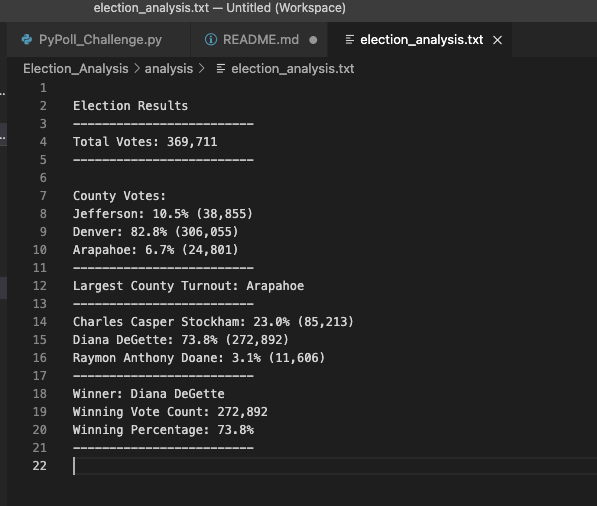 election_analysis.txt — Untitled (Workspace)
PyPoll_Challenge.py README.md ● election_analysis.txt ×
Election_Analysis > analysis > election_analysis.txt
1
2 Election Results
3 -------------------------
4 Total Votes: 369,711
5 -------------------------
6
7 County Votes:
8 Jefferson: 10.5% (38,855)
9 Denver: 82.8% (306,055)
10 Arapahoe: 6.7% (24,801)
11 -------------------------
12 Largest County Turnout: Arapahoe
13 -------------------------
14 Charles Casper Stockham: 23.0% (85,213)
15 Diana DeGette: 73.8% (272,892)
16 Raymon Anthony Doane: 3.1% (11,606)
17 -------------------------
18 Winner: Diana DeGette
19 Winning Vote Count: 272,892
20 Winning Percentage: 73.8%
21 -------------------------
22